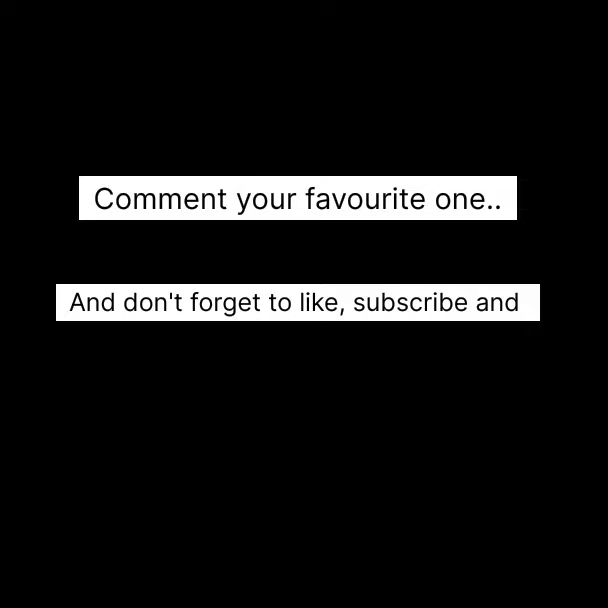 Comment your favourite one..
And don't forget to like, subscribe and